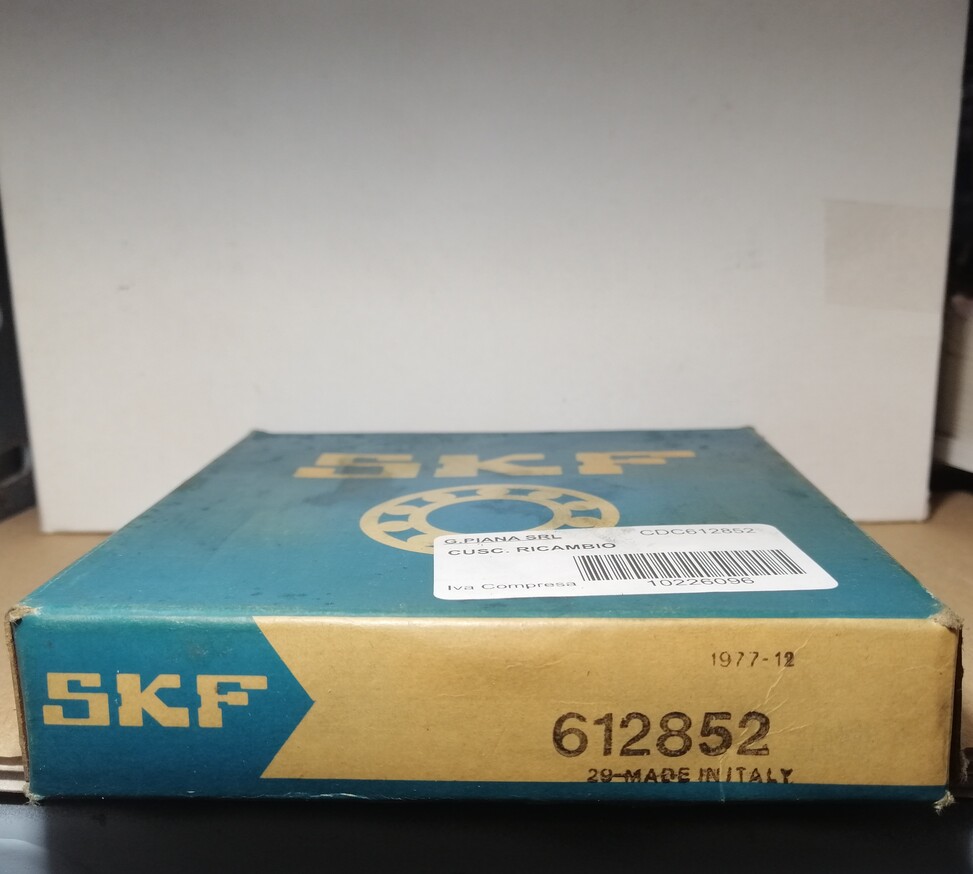 SKF
G.PIANA SRL CDC612852
CUSC. RICAMBIO
Iva Compresa 10226096
SKF
1977-12
612852
29-MADE IN ITALY